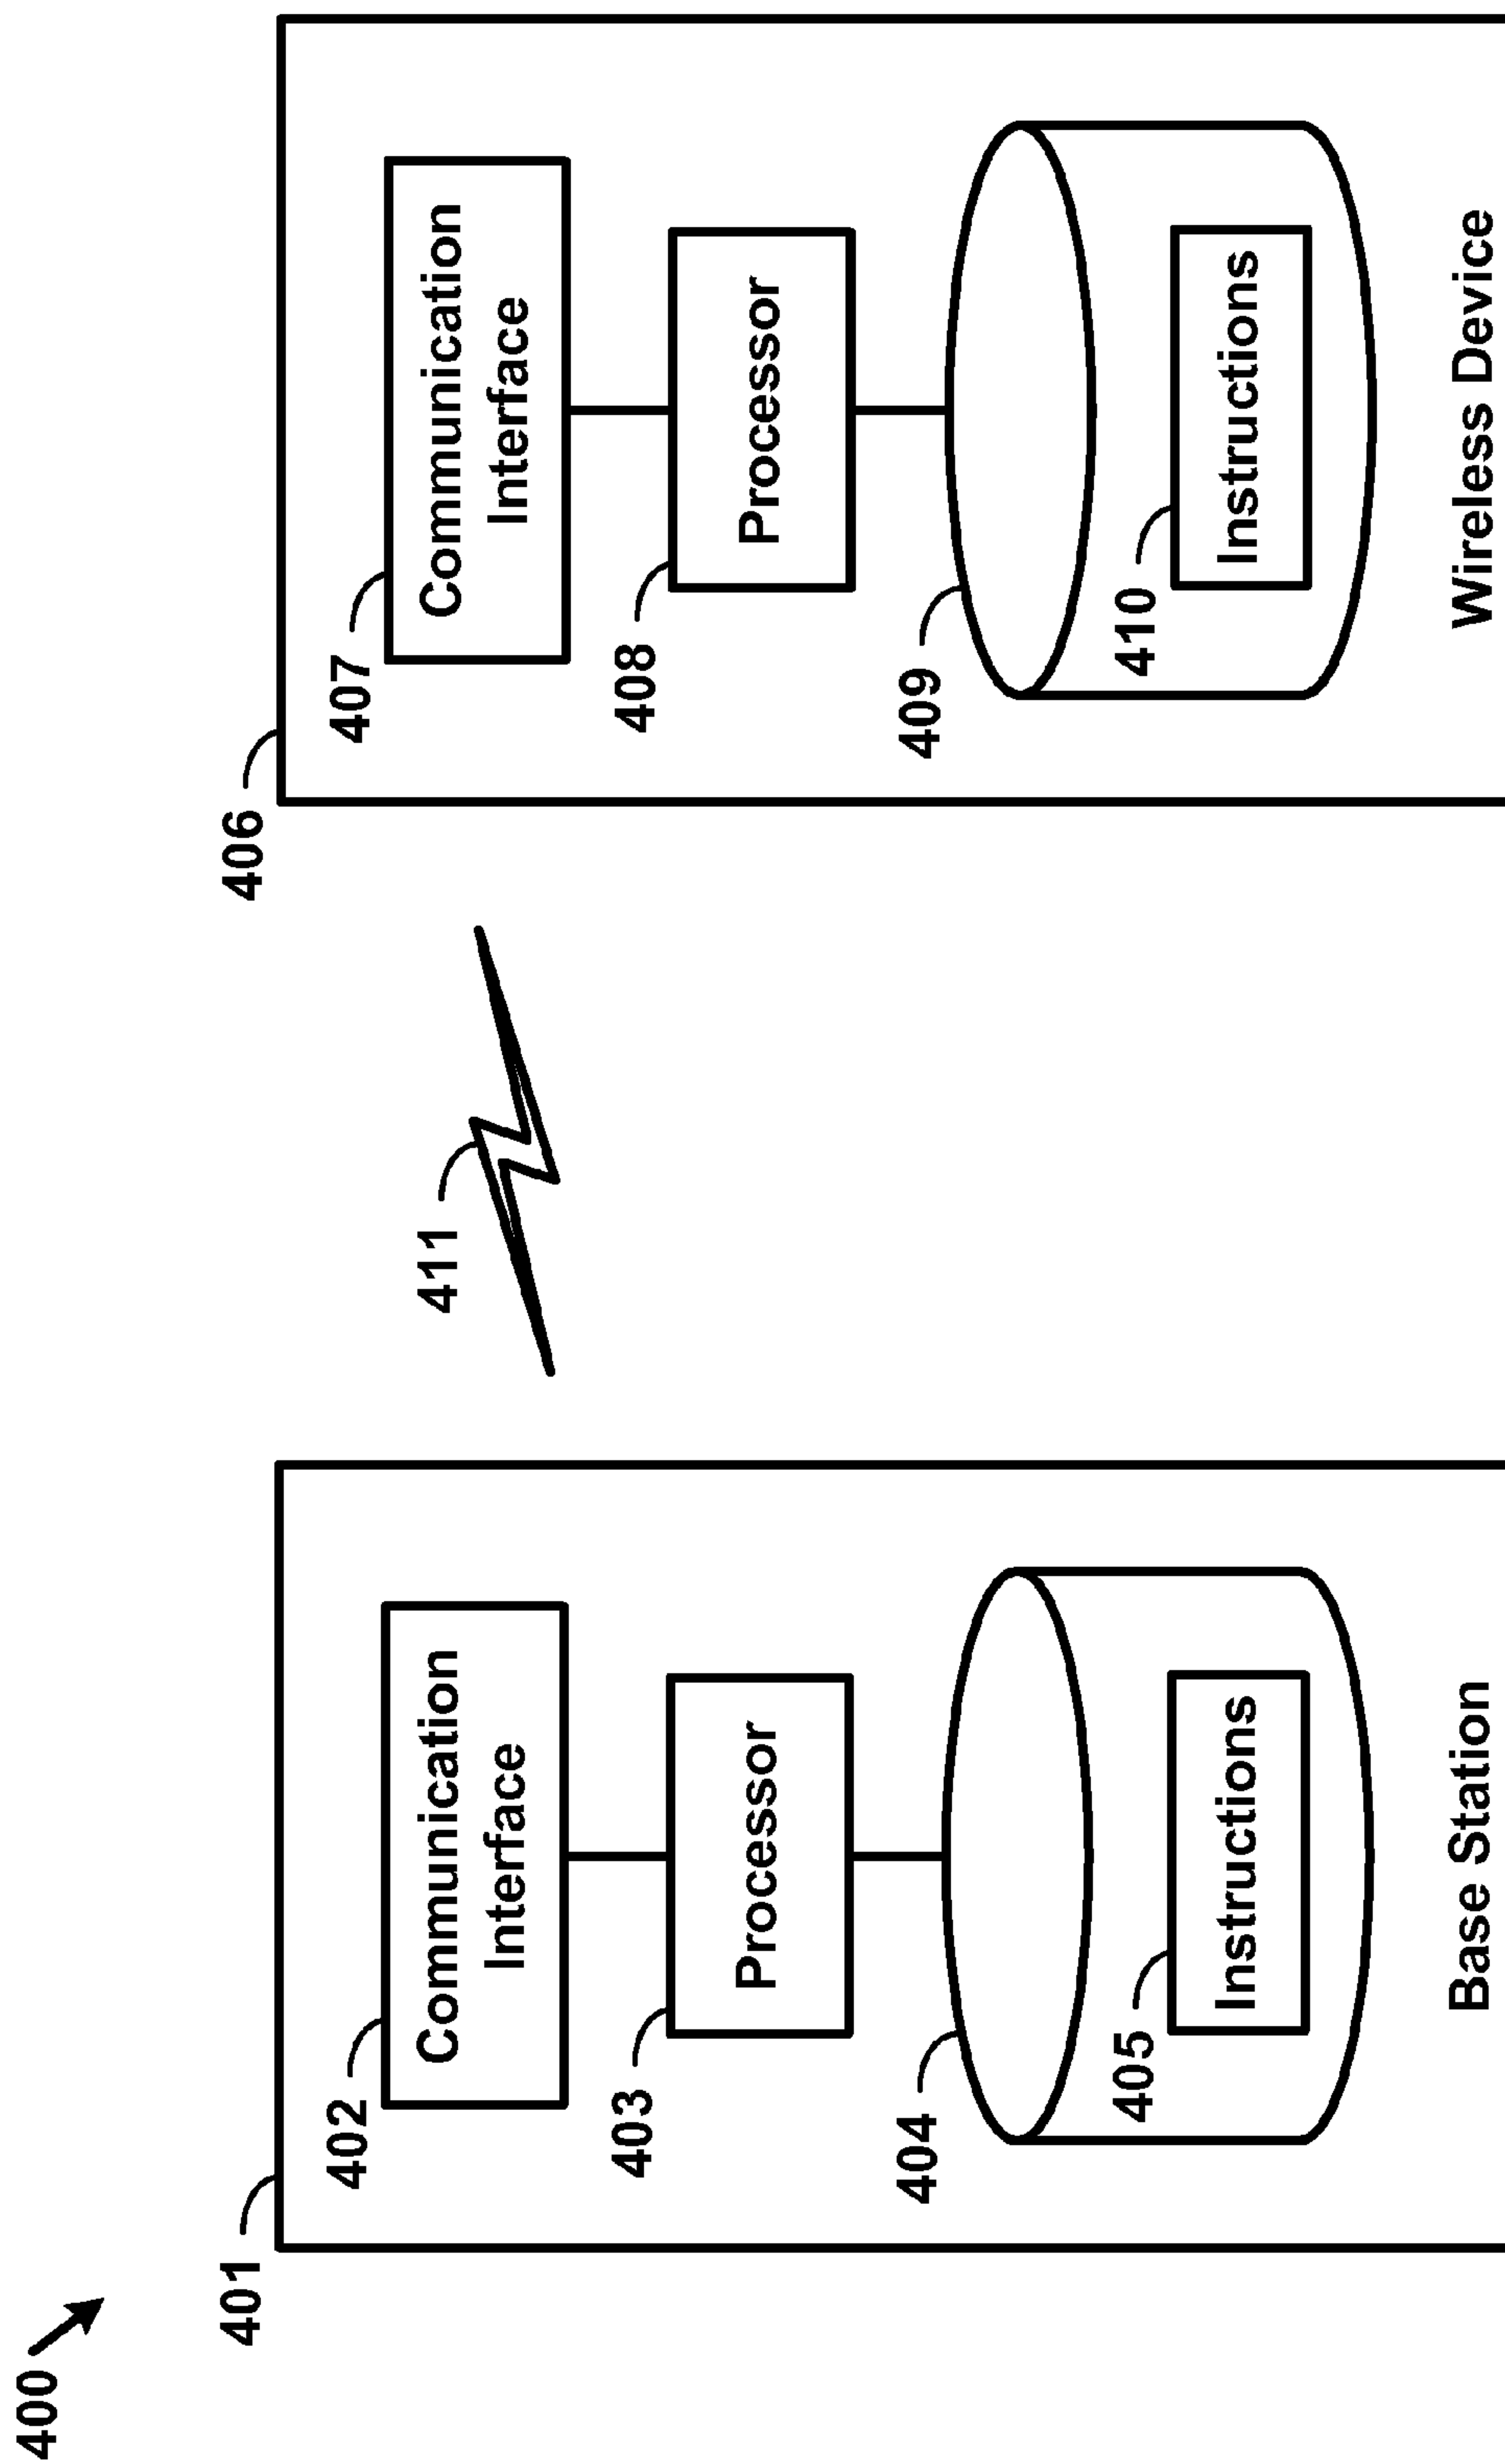 400
401
402
Communication
Interface
403
Processor
404
405
Instructions
Base Station
411
406
407
Communication
Interface
408
Processor
409
410
Instructions
Wireless Device